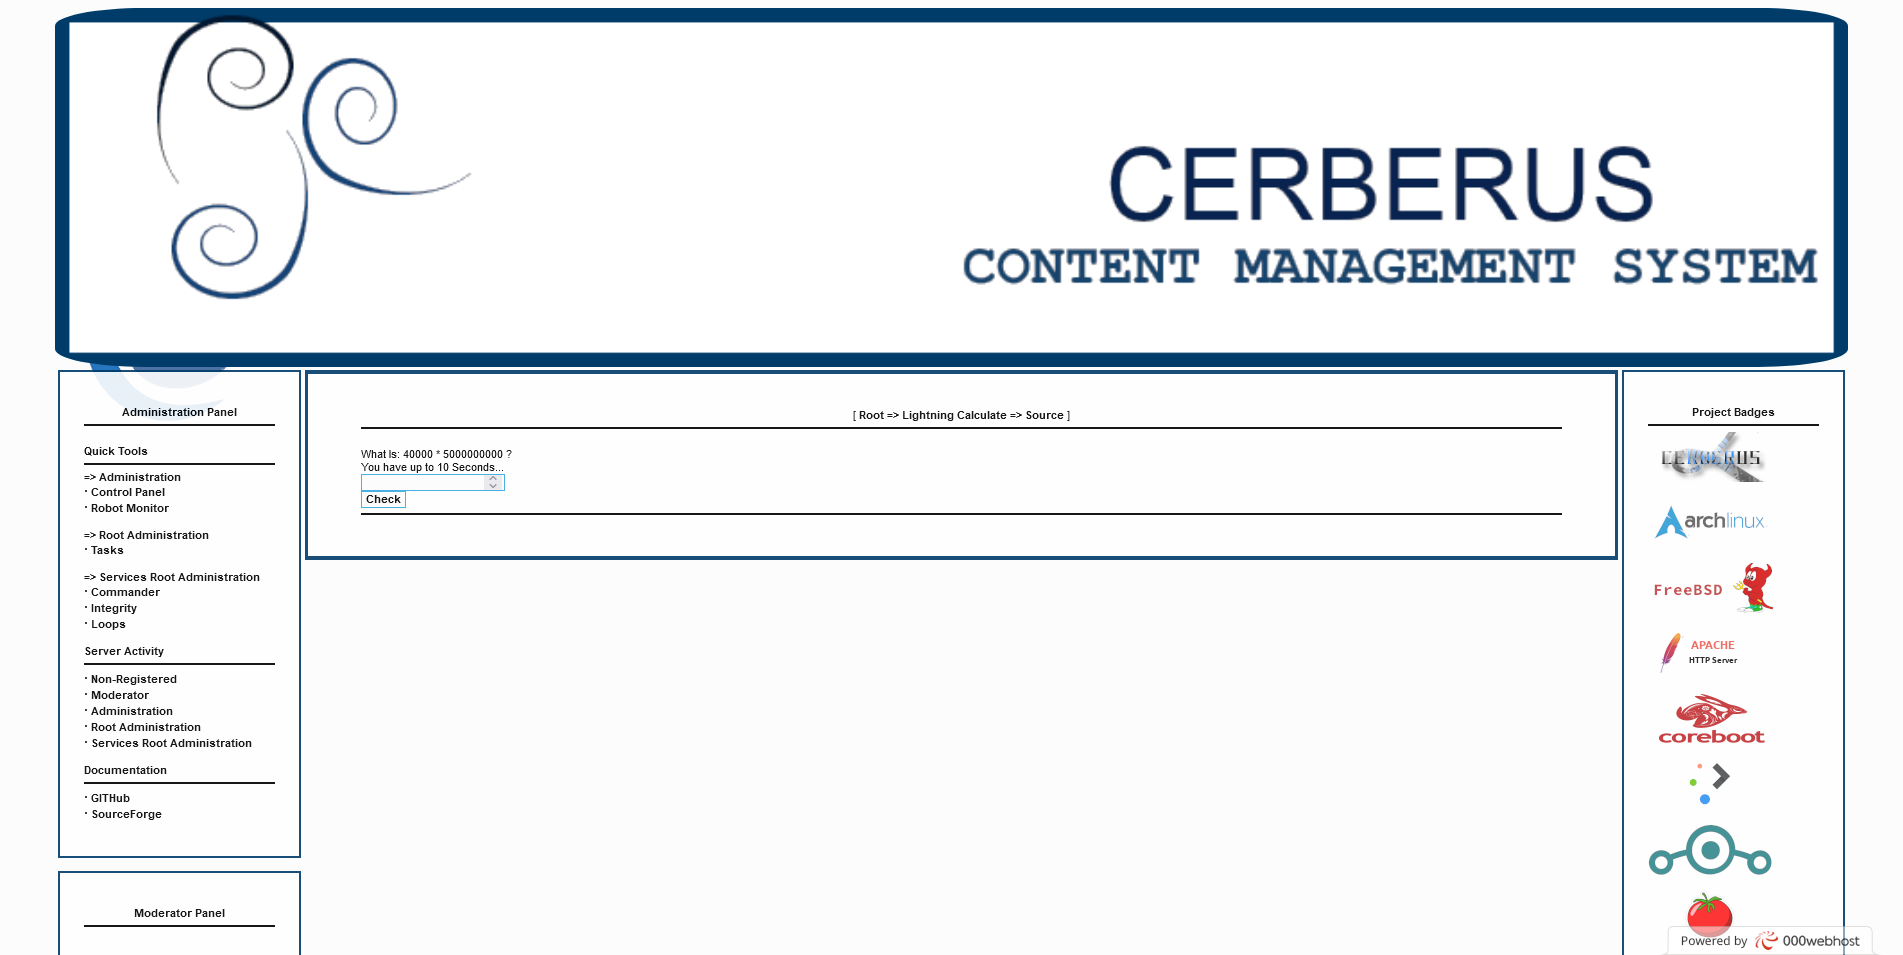 CERBERUS
CONTENT MANAGEMENT SYSTEM
Administration Panel
Quick Tools
=> Administration
· Control Panel
· Robot Monitor
=> Root Administration
· Tasks
=> Services Root Administration
· Commander
· Integrity
· Loops
Server Activity
· Non-Registered
· Moderator
· Administration
· Root Administration
· Services Root Administration
Documentation
· GITHub
· SourceForge
Moderator Panel
[ Root => Lightning Calculate => Source ]
What Is: 40000 * 5000000000 ?
You have up to 10 Seconds...
Check
Project Badges
CERBERUS
archlinux
FreeBSD
APACHE
HTTP Server
coreboot
Powered by 000webhost